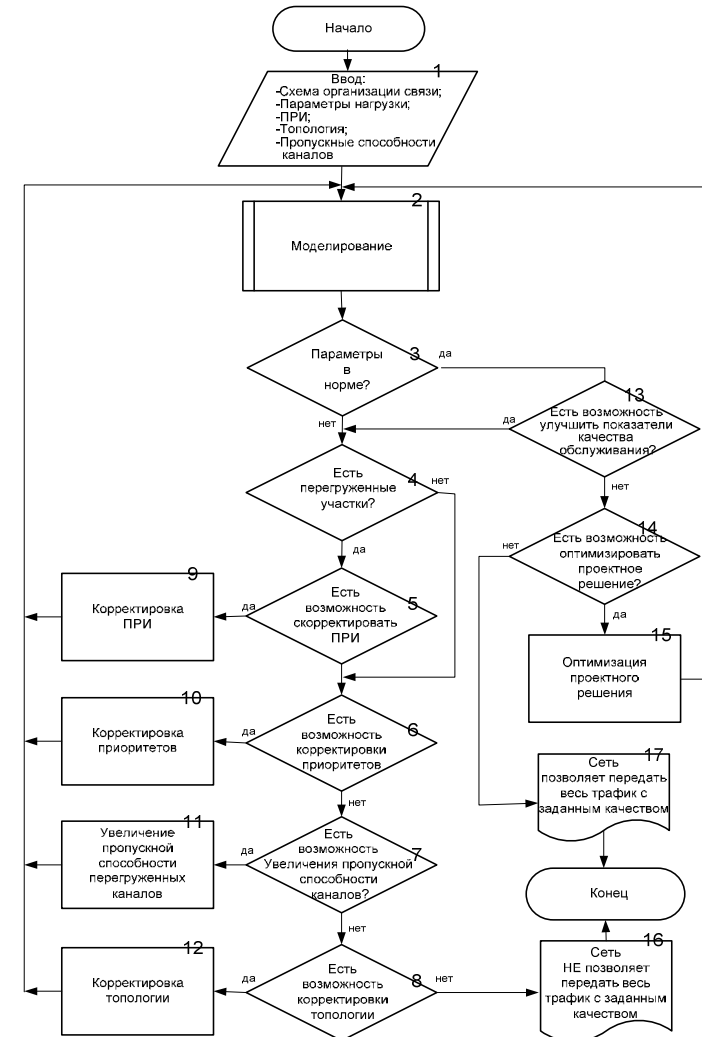 Начало
1
Ввод:
-Схема организации связи;
-Параметры нагрузки;
-ПРИ;
-Топология;
-Пропускные способности
каналов
2
Моделирование
3
Параметры
в
норме?
да
нет
13
Есть возможность
улучшить показатели
качества
обслуживания?
да
нет
4
Есть
перегруженные
участки?
нет
да
14
Есть возможность
оптимизировать
проектное
решение?
нет
да
9
Корректировка
ПРИ
5
Есть
возможность
скорректировать
ПРИ
да
15
Оптимизация
проектного
решения
10
Корректировка
приоритетов
6
Есть
возможность
корректировки
приоритетов
да
нет
17
Сеть
позволяет передать
весь трафик с
заданным качеством
11
Увеличение
пропускной
способности
перегруженных
каналов
7
Есть
возможность
Увеличения пропускной
способности
каналов?
да
нет
Конец
12
Корректировка
топологии
8
Есть
возможность
корректировки
топологии
да
нет
16
Сеть
НЕ позволяет
передать весь
трафик с заданным
качеством